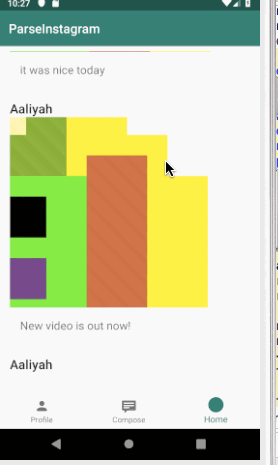 10:27
ParseInstagram
it was nice today
Aaliyah
New video is out now!
Aaliyah
Profile
Compose
Home